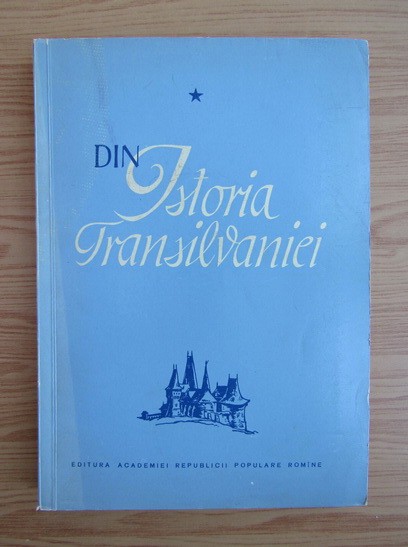 DIN Istoria
Transilvaniei
EDITURA ACADEMIEI REPUBLICII POPULARE ROMÎNE